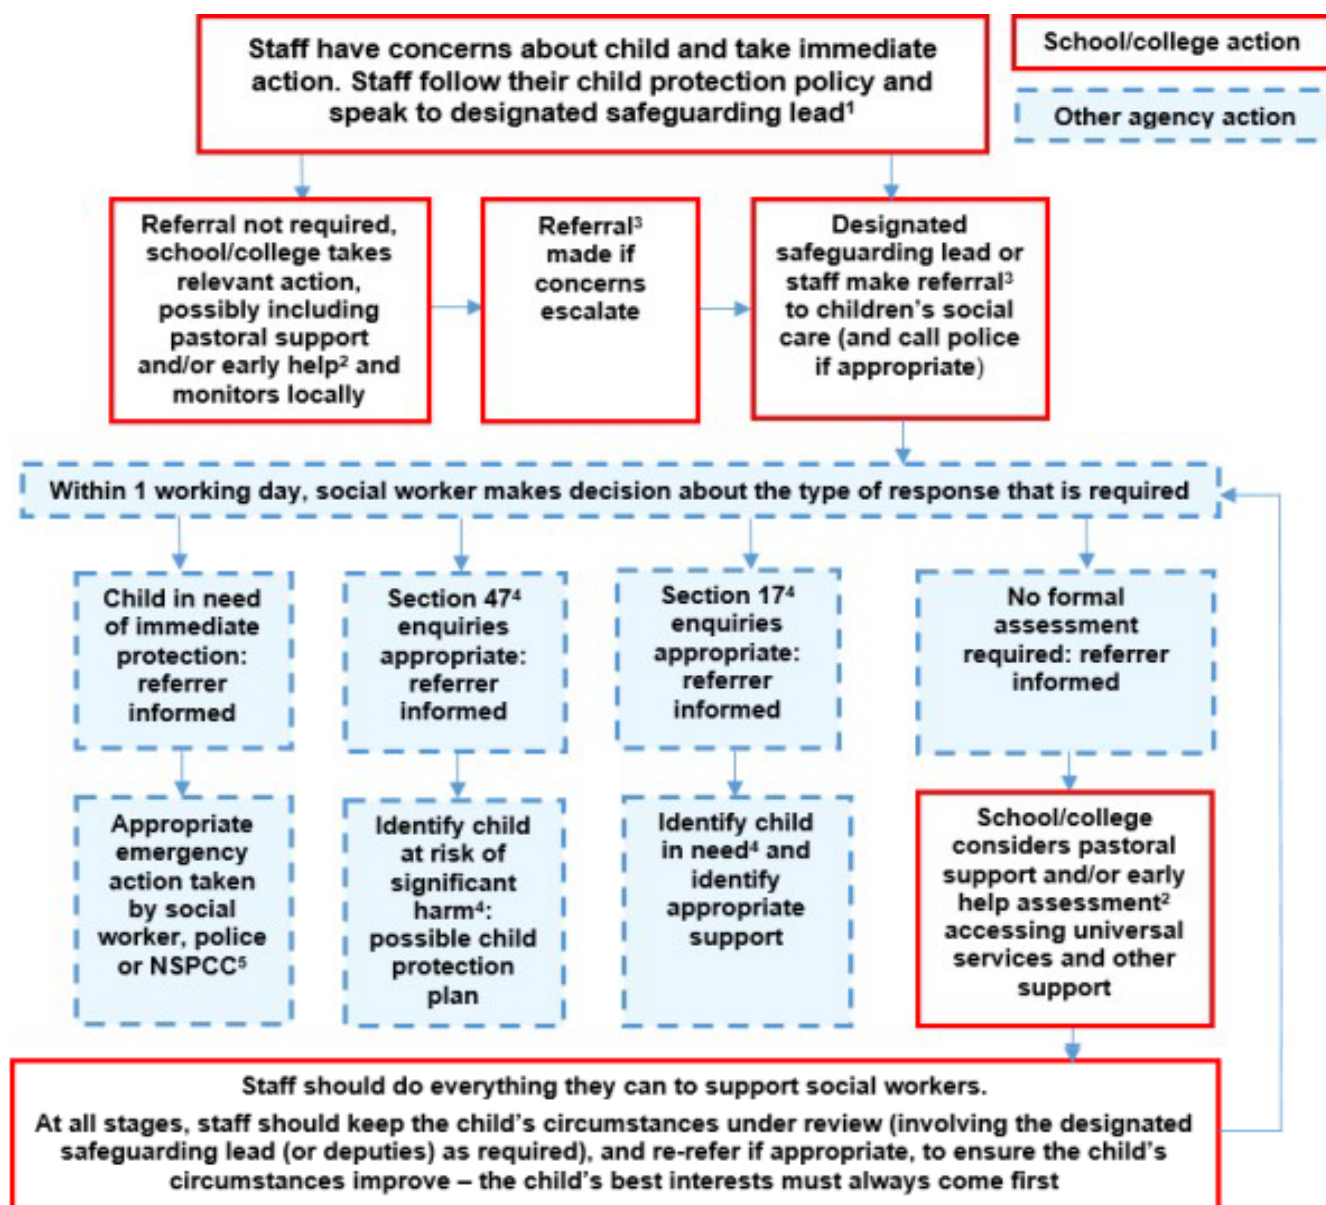 Staff have concerns about child and take immediate
action. Staff follow their child protection policy and
speak to designated safeguarding lead¹
School/college action
Other agency action
Referral not required,
school/college takes
relevant action,
possibly including
pastoral support
and/or early help² and
monitors locally
Referral³
made if
concerns
escalate
Designated
safeguarding lead or
staff make referral³
to children's social
care (and call police
if appropriate)
Within 1 working day, social worker makes decision about the type of response that is required
Child in need
of immediate
protection:
referrer
informed
Section 47⁴
enquiries
appropriate:
referrer
informed
Section 17⁴
enquiries
appropriate:
referrer
informed
No formal
assessment
required: referrer
informed
Appropriate
emergency
action taken
by social
worker, police
or NSPCC⁵
Identify child
at risk of
significant
harm⁴:
possible child
protection
plan
Identify child
in need⁴ and
identify
appropriate
support
School/college
considers pastoral
support and/or early
help assessment²
accessing universal
services and other
support
Staff should do everything they can to support social workers.
At all stages, staff should keep the child's circumstances under review (involving the designated
safeguarding lead (or deputies) as required), and re-refer if appropriate, to ensure the child's
circumstances improve – the child's best interests must always come first